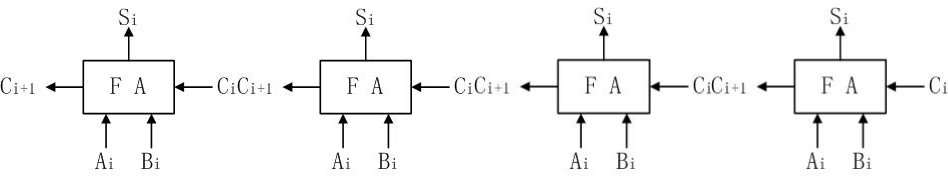 Si Si Si Si
Ci+1 FA CiCi+1 FA CiCi+1 FA CiCi+1 FA Ci
Ai Bi Ai Bi Ai Bi Ai Bi